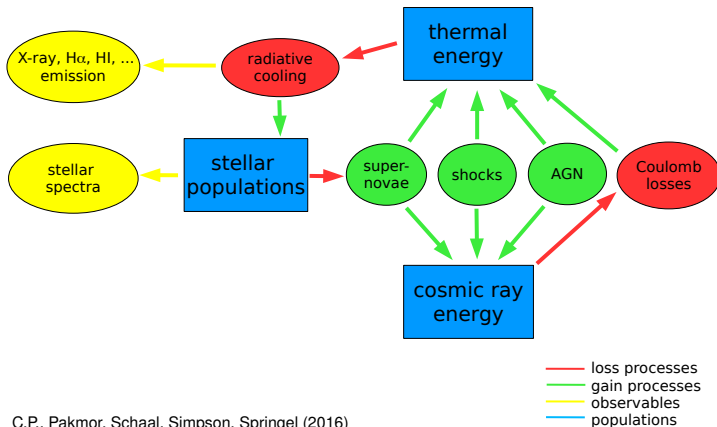 X-ray, Hα, HI, ...
emission
radiative
cooling
thermal
energy
stellar
spectra
stellar
populations
super-
novae
shocks
AGN
Coulomb
losses
cosmic ray
energy
loss processes
gain processes
observables
populations
C.P., Pakmor, Schaal, Simpson, Springel (2016)